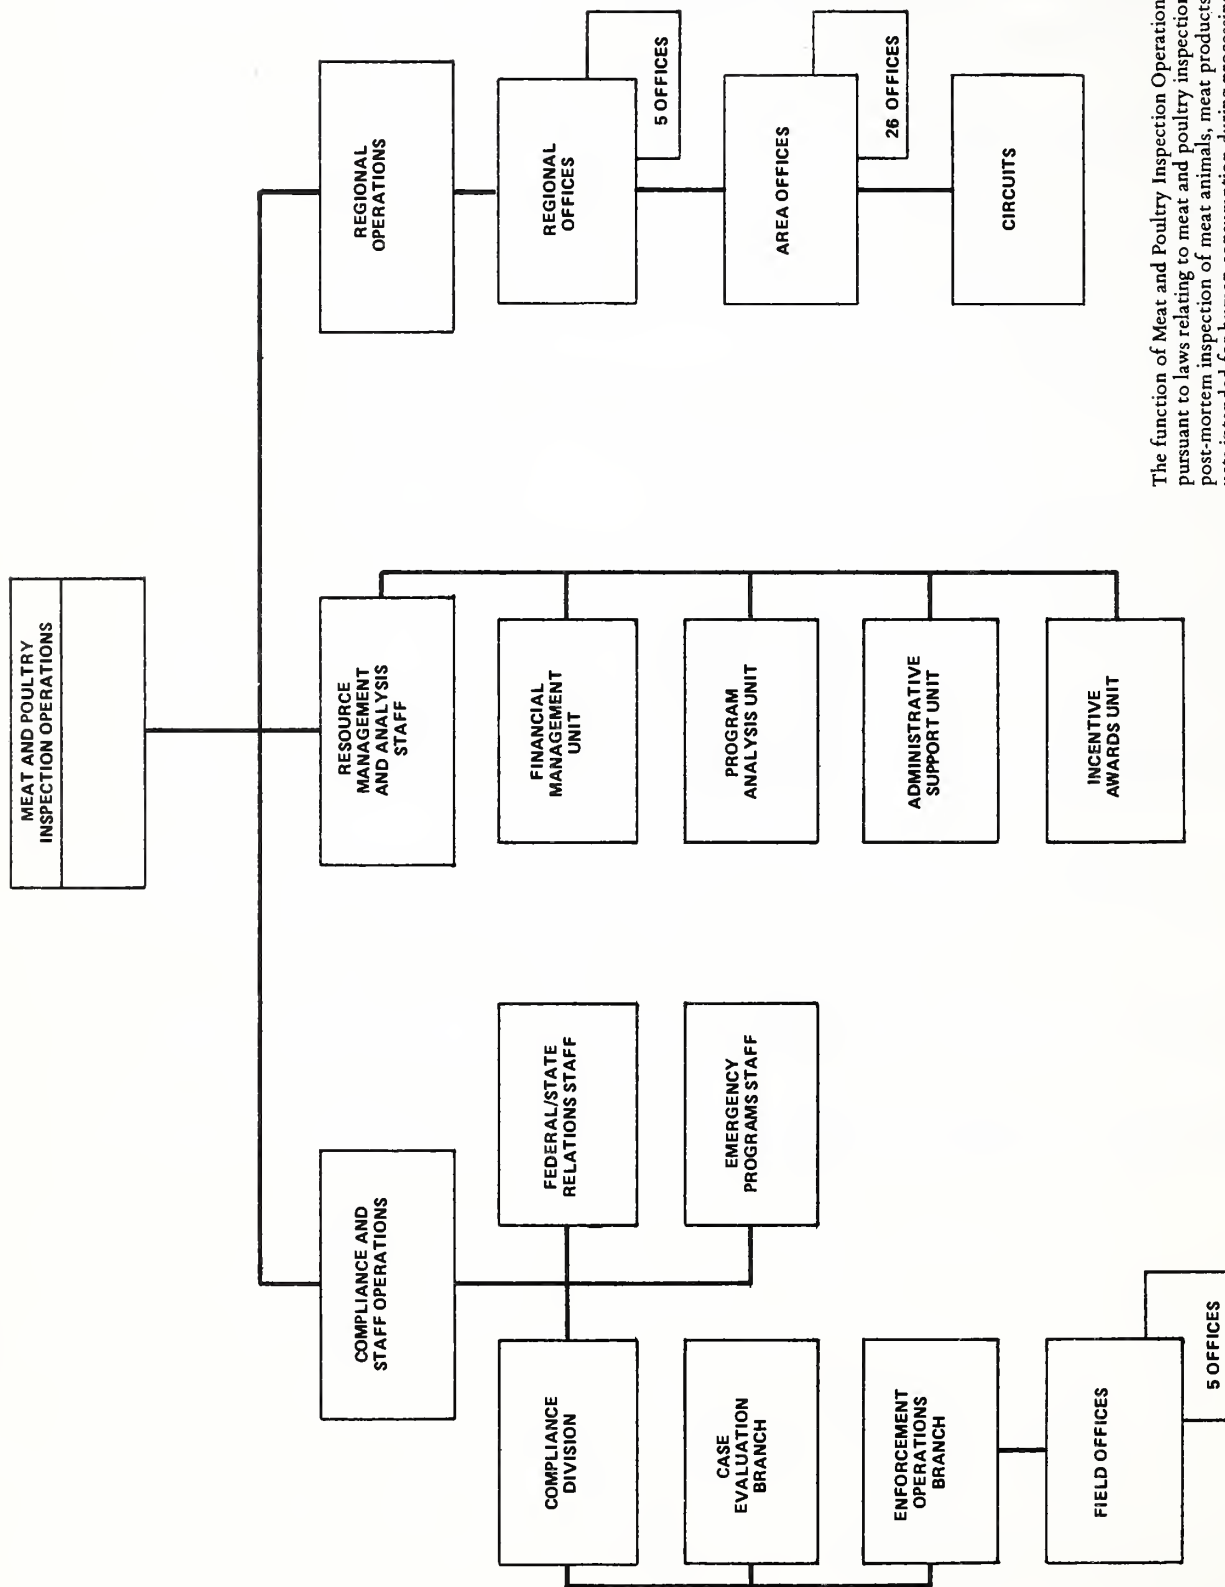 MEAT AND POULTRY
INSPECTION OPERATIONS
COMPLIANCE AND
STAFF OPERATIONS
COMPLIANCE
DIVISION
FEDERAL/STATE
RELATIONS STAFF
CASE
EVALUATION
BRANCH
EMERGENCY
PROGRAMS STAFF
ENFORCEMENT
OPERATIONS
BRANCH
FIELD OFFICES
5 OFFICES
RESOURCE
MANAGEMENT
AND ANALYSIS
STAFF
FINANCIAL
MANAGEMENT
UNIT
PROGRAM
ANALYSIS UNIT
ADMINISTRATIVE
SUPPORT UNIT
INCENTIVE
AWARDS UNIT
REGIONAL
OPERATIONS
REGIONAL
OFFICES
5 OFFICES
AREA OFFICES
26 OFFICES
CIRCUITS
The function of Meat and Poultry Inspection Operation
pursuant to laws relating to meat and poultry inspection
post-mortem inspection of meat animals, meat products